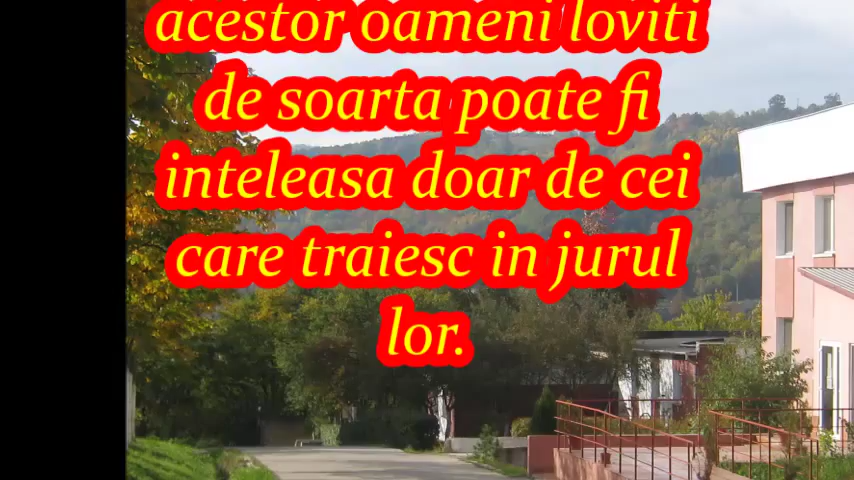 acestor oameni loviti
de soarta poate fi
inteleasa doar de cei
care traiesc in jurul
lor.